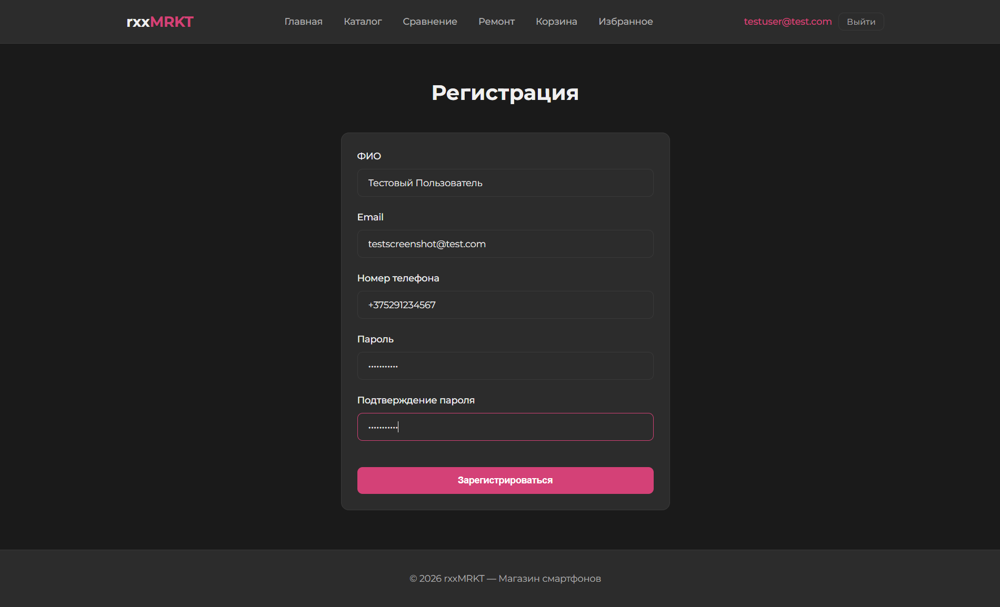 rxxMRKT Главная Каталог Сравнение Ремонт Корзина Избранное testuser@test.com Выйти
Регистрация
ФИО
Тестовый Пользователь
Email
testscreenshot@test.com
Номер телефона
+375291234567
Пароль
•••••••••••
Подтверждение пароля
•••••••••••
Зарегистрироваться
© 2026 rxxMRKT — Магазин смартфонов